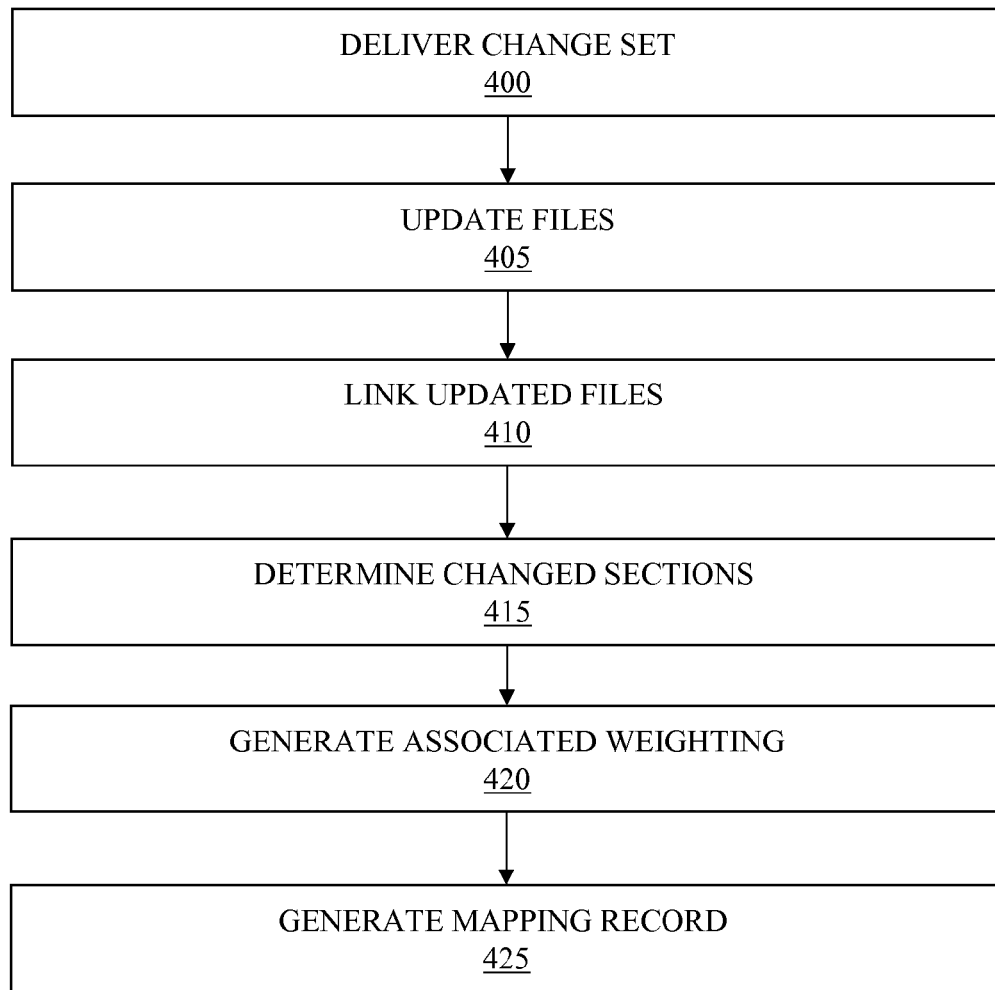 DELIVER CHANGE SET
400
UPDATE FILES
405
LINK UPDATED FILES
410
DETERMINE CHANGED SECTIONS
415
GENERATE ASSOCIATED WEIGHTING
420
GENERATE MAPPING RECORD
425